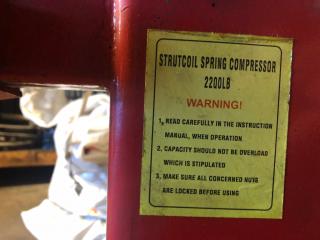 STRUTCOIL SPRING COMPRESSOR
2200LB
WARNING!
1, READ CAREFULLY IN THE INSTRUCTION
MANUAL, WHEN OPERATION
2. CAPACITY SHOULD NOT BE OVERLOAD
WHICH IS STIPULATED
3. MAKE SURE ALL CONCERNED NUTS
ARE LOCKED BEFORE USING